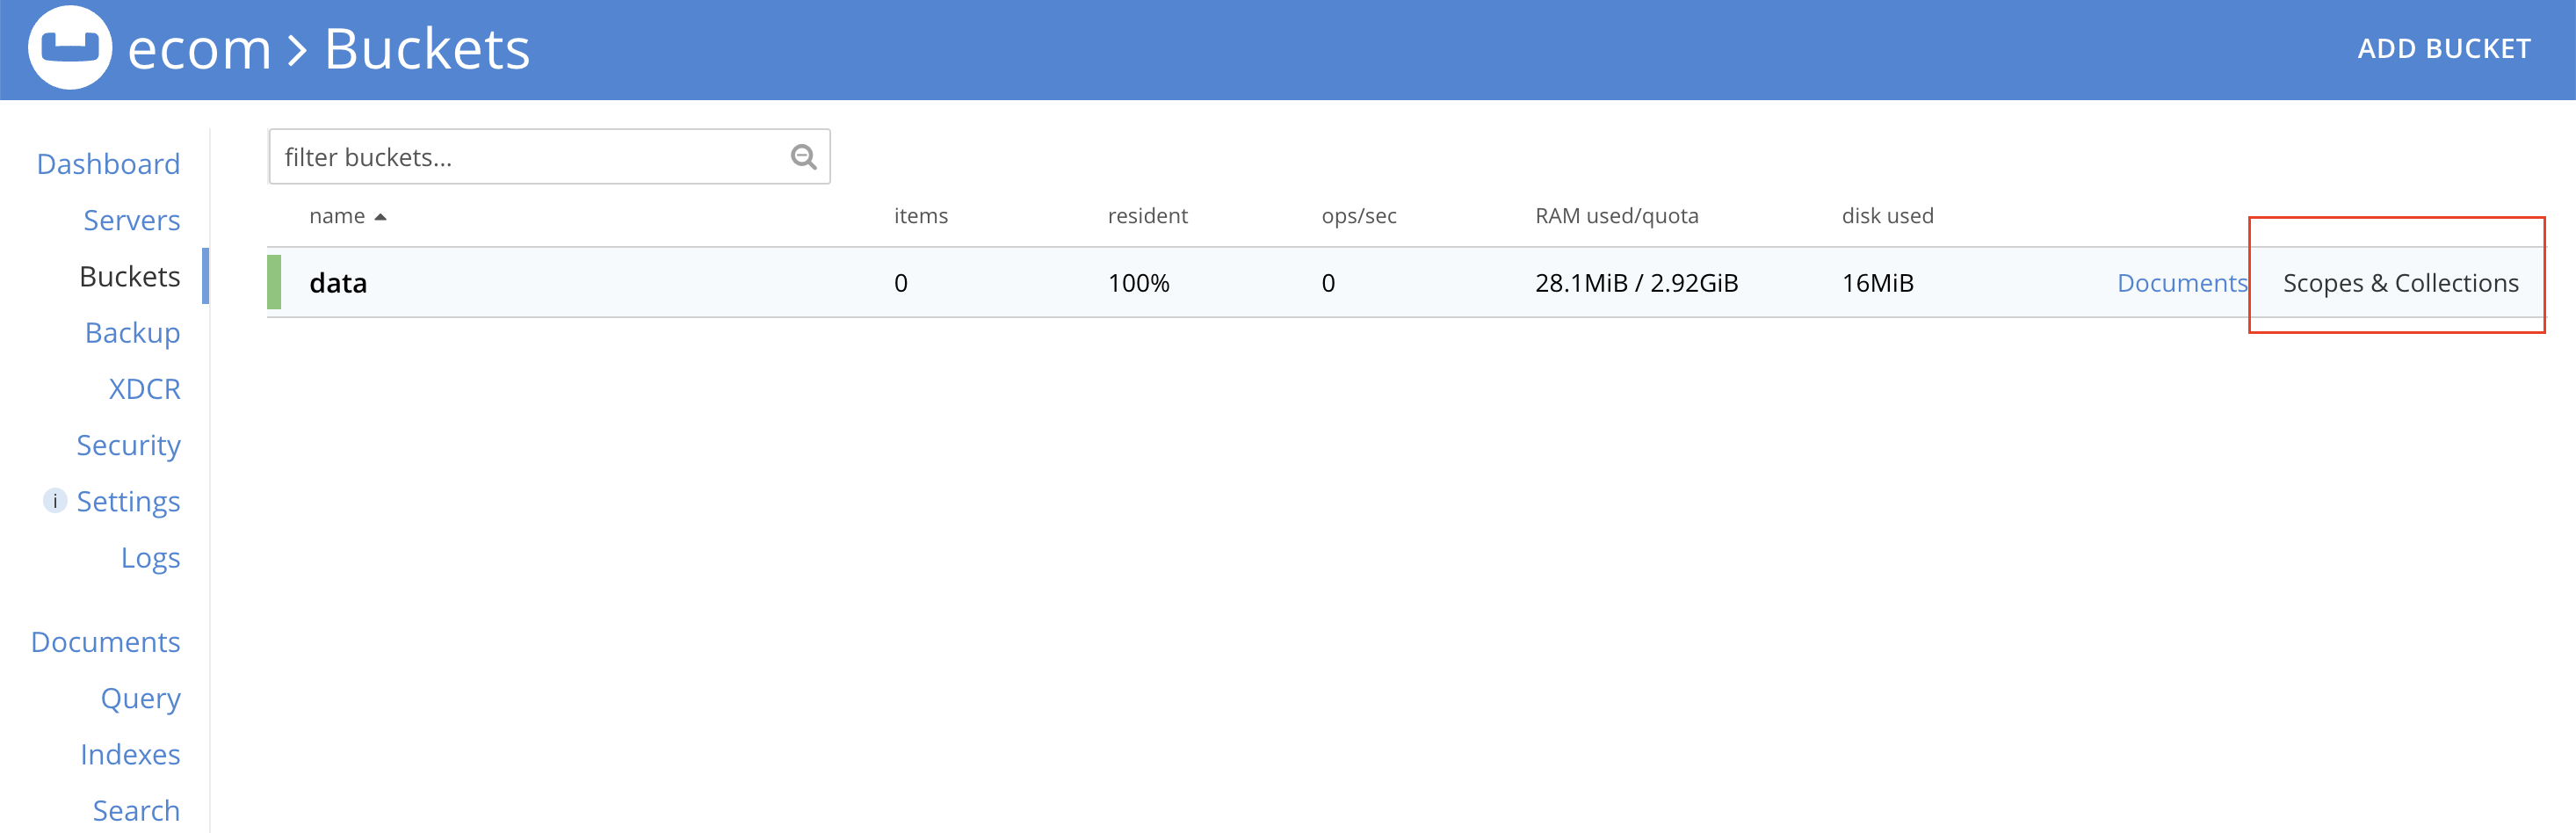 ecom > Buckets
ADD BUCKET
Dashboard
Servers
Buckets
Backup
XDCR
Security
i Settings
Logs
Documents
Query
Indexes
Search
filter buckets...
name items resident ops/sec RAM used/quota disk used
data 0 100% 0 28.1MiB / 2.92GiB 16MiB Documents Scopes & Collections